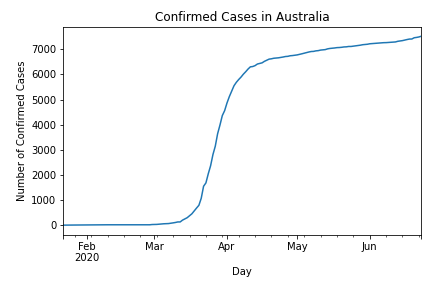 Confirmed Cases in Australia
Number of Confirmed Cases
7000
6000
5000
4000
3000
2000
1000
0
Feb
2020
Mar
Apr
May
Jun
Day